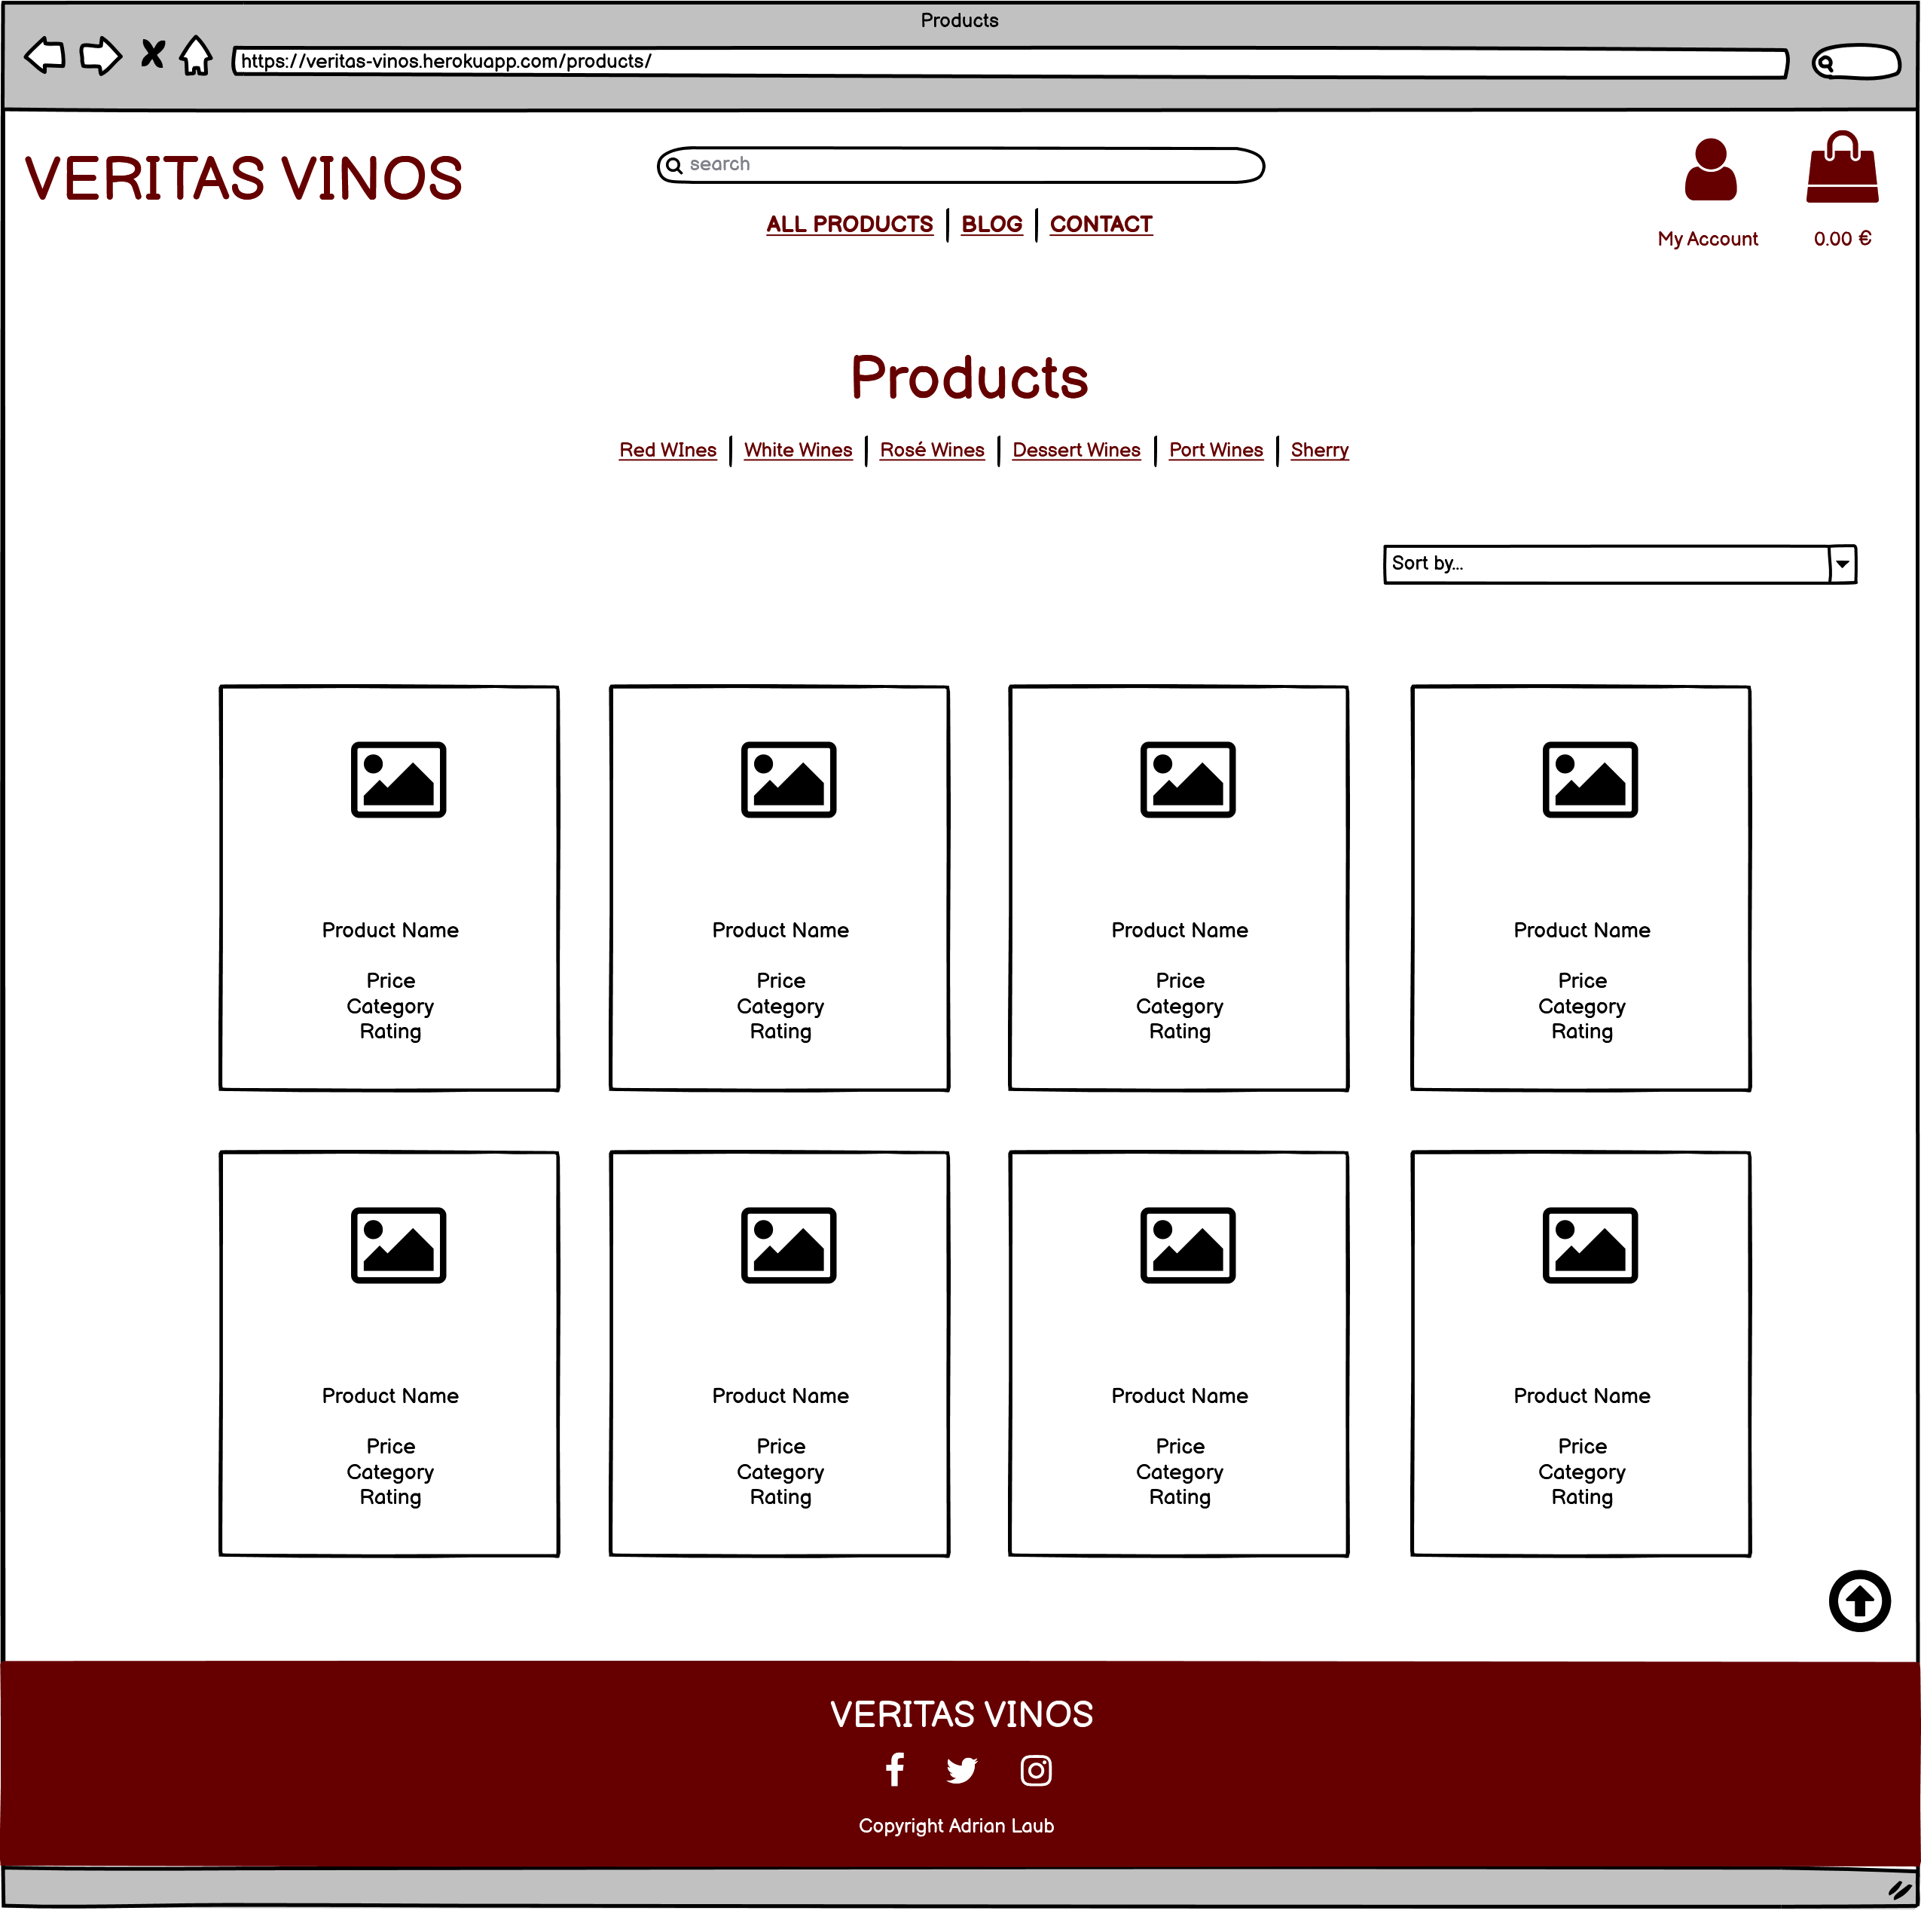 Products
https://veritas-vinos.herokuapp.com/products/
VERITAS VINOS
search
ALL PRODUCTS BLOG CONTACT
My Account 0.00 €
Products
Red WInes White Wines Rosé Wines Dessert Wines Port Wines Sherry
Sort by...
Product Name Product Name Product Name Product Name
Price Price Price Price
Category Category Category Category
Rating Rating Rating Rating
Product Name Product Name Product Name Product Name
Price Price Price Price
Category Category Category Category
Rating Rating Rating Rating
VERITAS VINOS
Copyright Adrian Laub